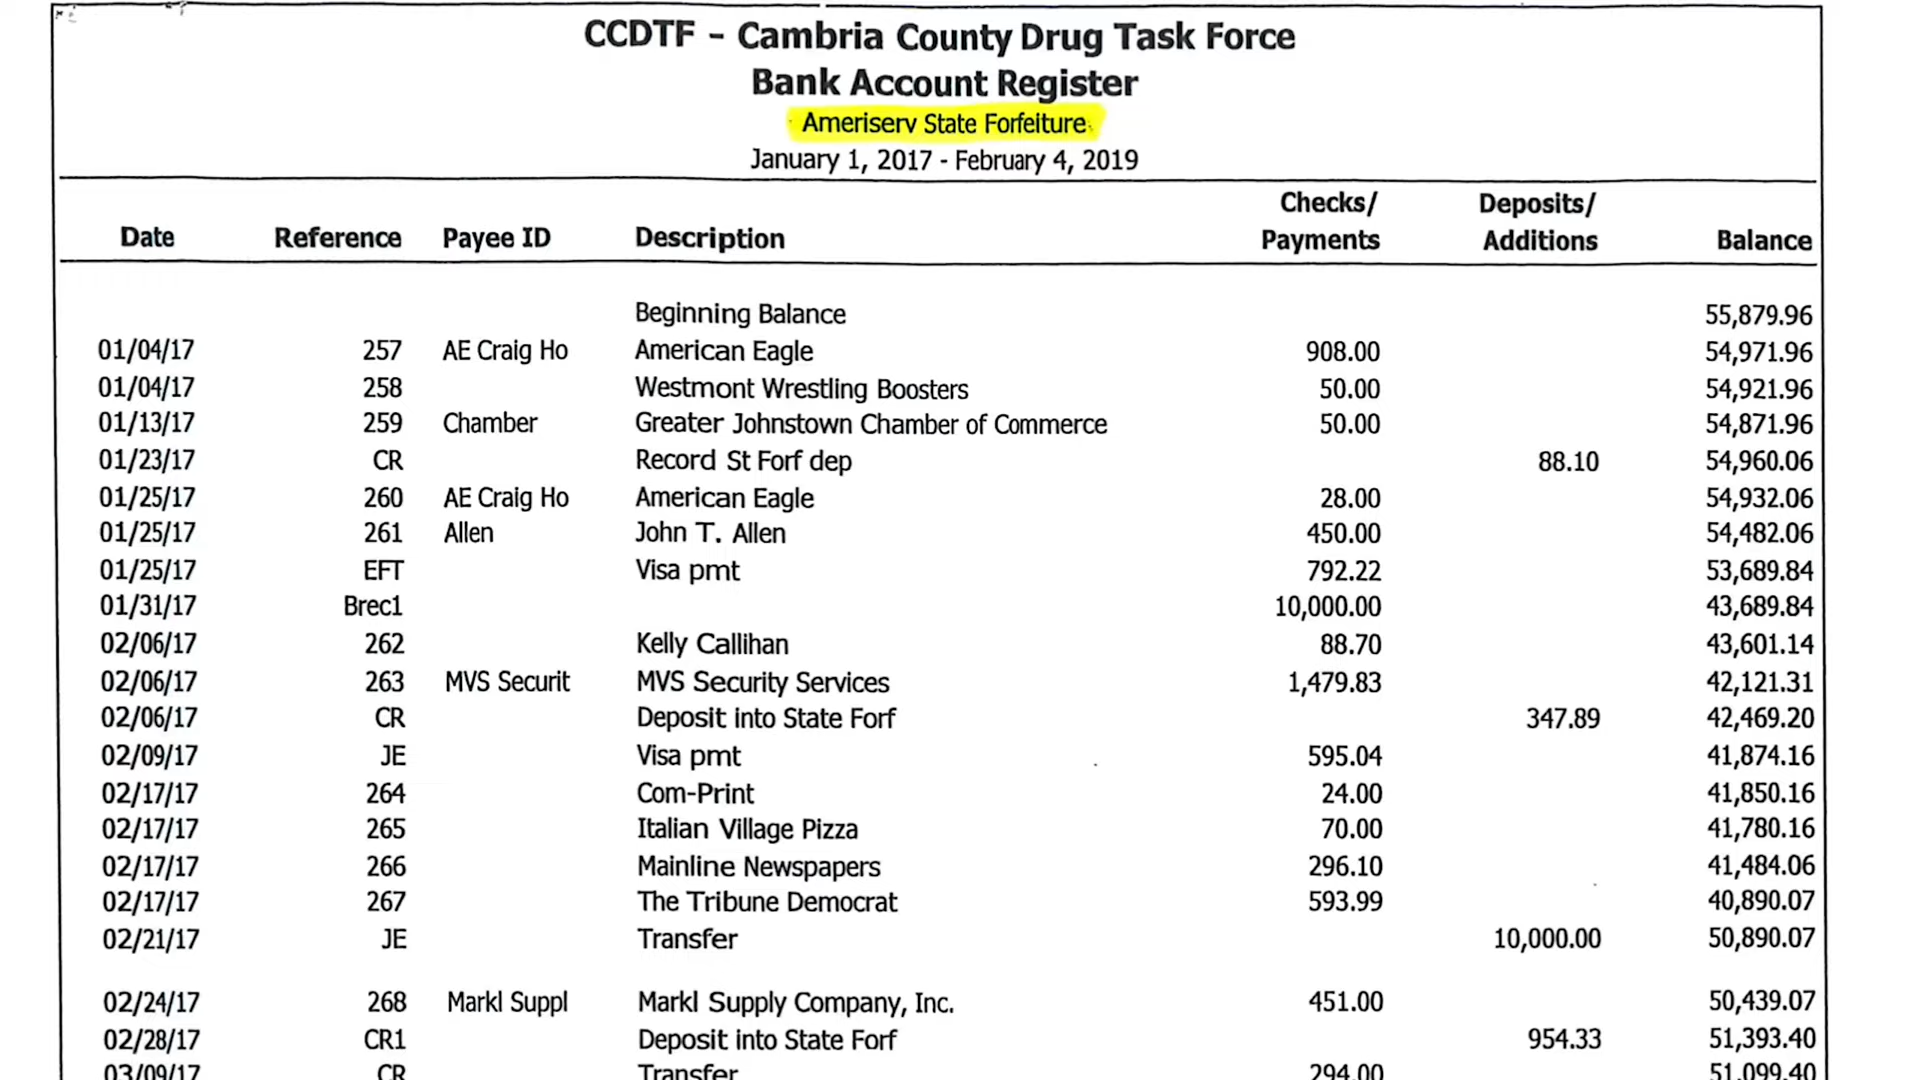 CCDTF - Cambria County Drug Task Force
Bank Account Register
Ameriserv State Forfeiture
January 1, 2017 - February 4, 2019
Date Reference Payee ID Description Checks/ Payments Deposits/ Additions Balance
Beginning Balance 55,879.96
01/04/17 257 AE Craig Ho American Eagle 908.00 54,971.96
01/04/17 258 Westmont Wrestling Boosters 50.00 54,921.96
01/13/17 259 Chamber Greater Johnstown Chamber of Commerce 50.00 54,871.96
01/23/17 CR Record St Forf dep 88.10 54,960.06
01/25/17 260 AE Craig Ho American Eagle 28.00 54,932.06
01/25/17 261 Allen John T. Allen 450.00 54,482.06
01/25/17 EFT Visa pmt 792.22 53,689.84
01/31/17 Brec1 10,000.00 43,689.84
02/06/17 262 Kelly Callihan 88.70 43,601.14
02/06/17 263 MVS Securit MVS Security Services 1,479.83 42,121.31
02/06/17 CR Deposit into State Forf 347.89 42,469.20
02/09/17 JE Visa pmt 595.04 41,874.16
02/17/17 264 Com-Print 24.00 41,850.16
02/17/17 265 Italian Village Pizza 70.00 41,780.16
02/17/17 266 Mainline Newspapers 296.10 41,484.06
02/17/17 267 The Tribune Democrat 593.99 40,890.07
02/21/17 JE Transfer 10,000.00 50,890.07
02/24/17 268 Markl Suppl Markl Supply Company, Inc. 451.00 50,439.07
02/28/17 CR1 Deposit into State Forf 954.33 51,393.40
03/09/17 CR Transfer 294.00 51,099.40